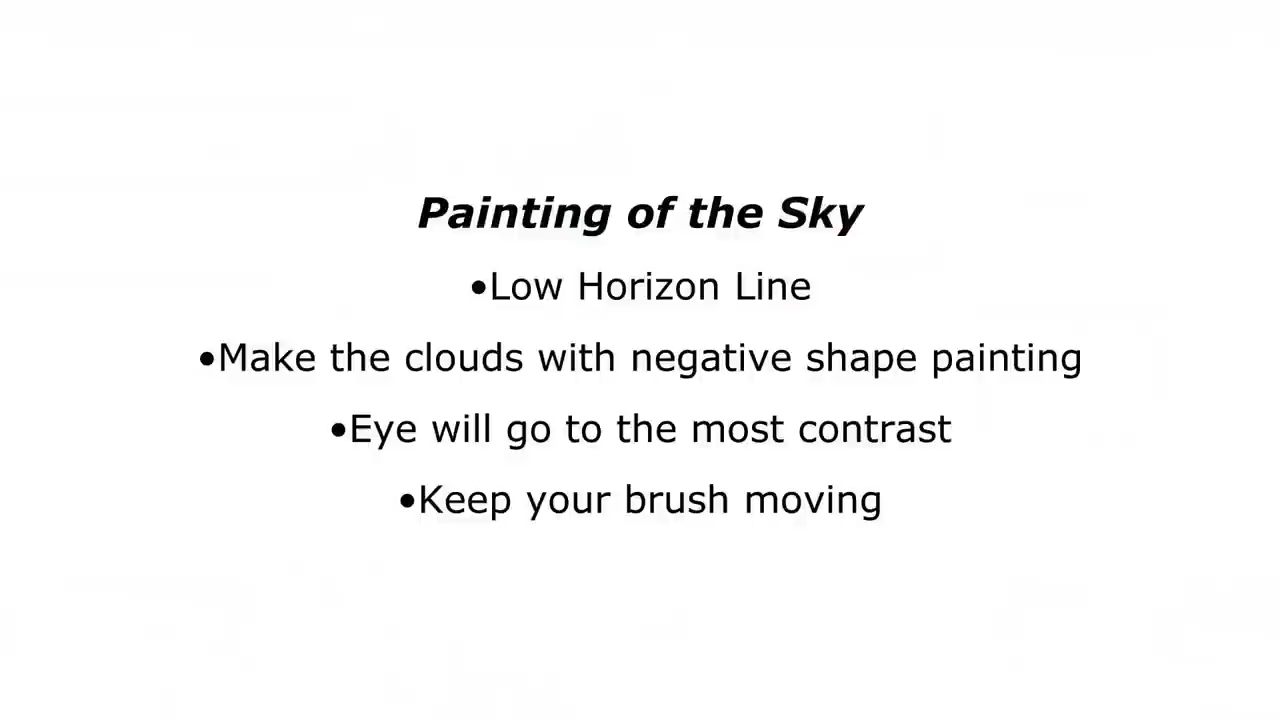 Painting of the Sky
•Low Horizon Line
•Make the clouds with negative shape painting
•Eye will go to the most contrast
•Keep your brush moving